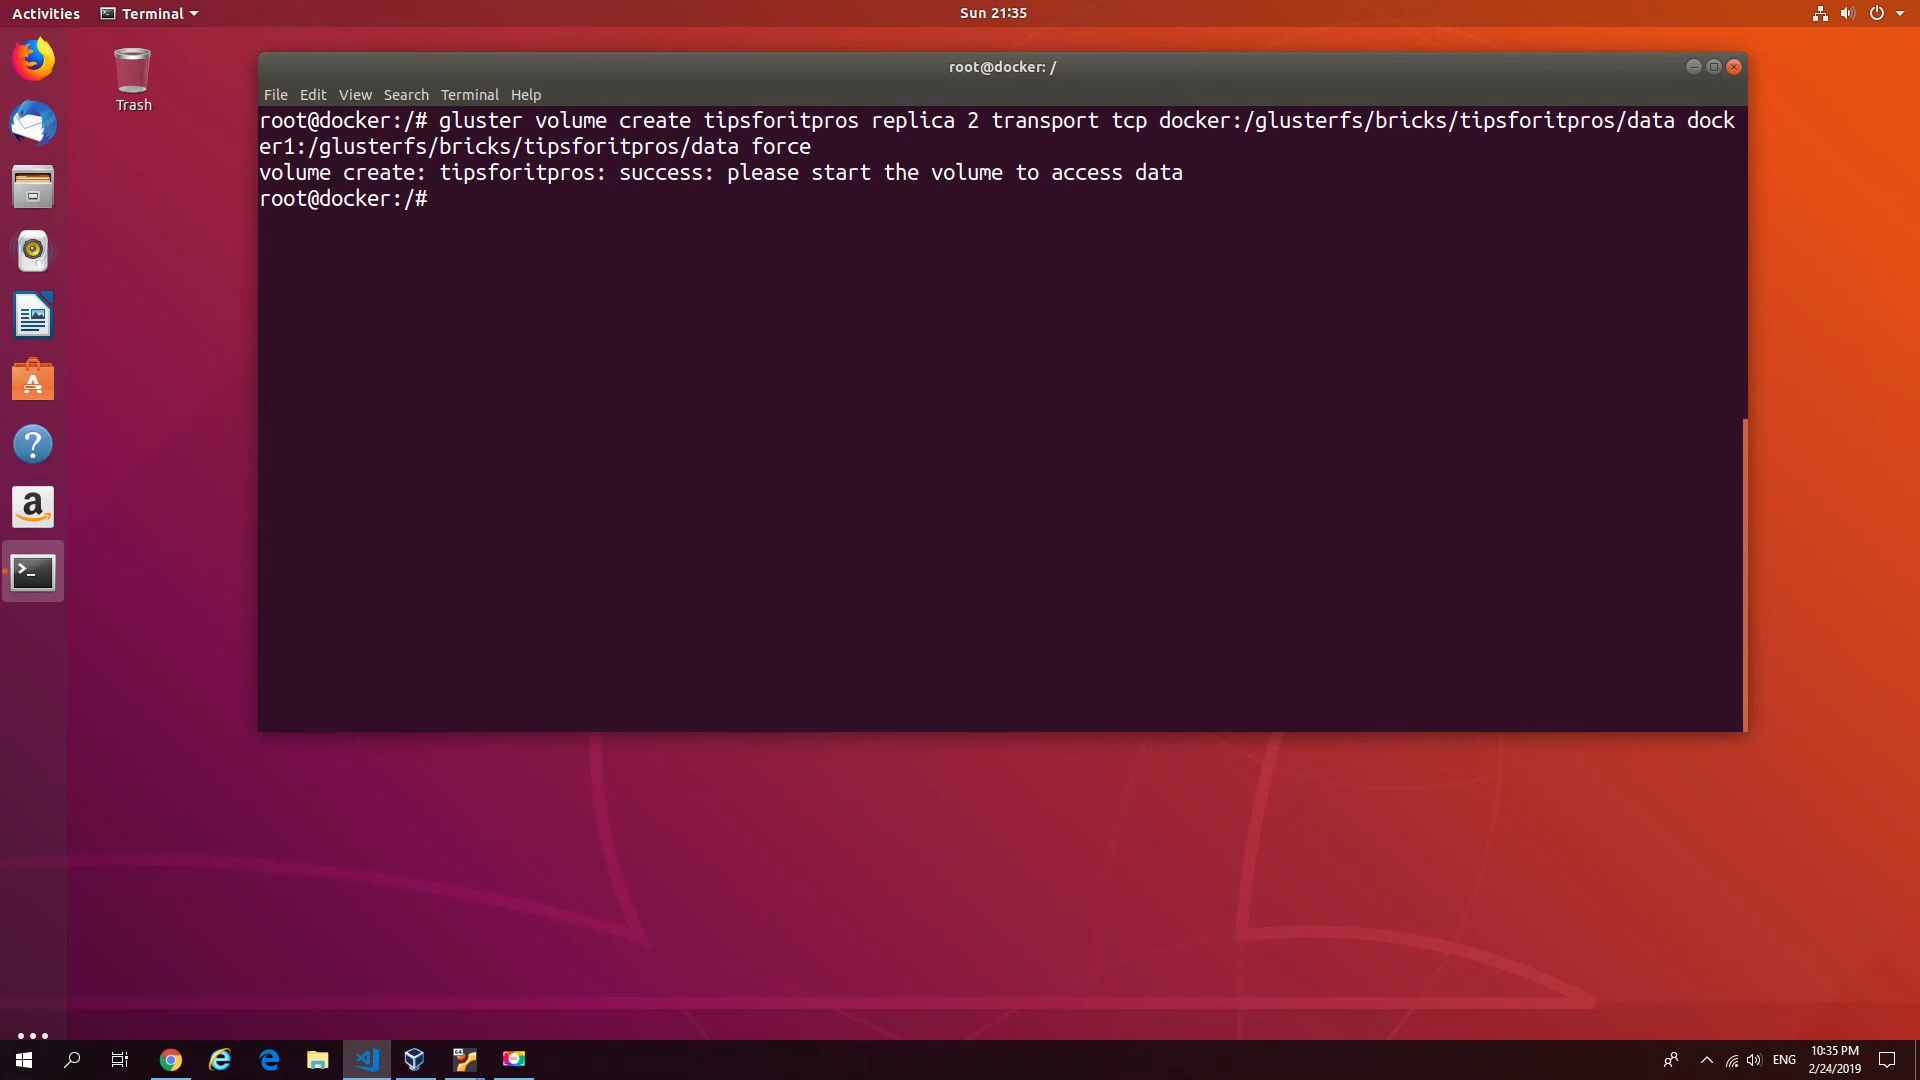 Activities Terminal Sun 21:35
Trash
root@docker: /
File Edit View Search Terminal Help
root@docker:/# gluster volume create tipsforitpros replica 2 transport tcp docker:/glusterfs/bricks/tipsforitpros/data dock
er1:/glusterfs/bricks/tipsforitpros/data force
volume create: tipsforitpros: success: please start the volume to access data
root@docker:/#
ENG
10:35 PM
2/24/2019